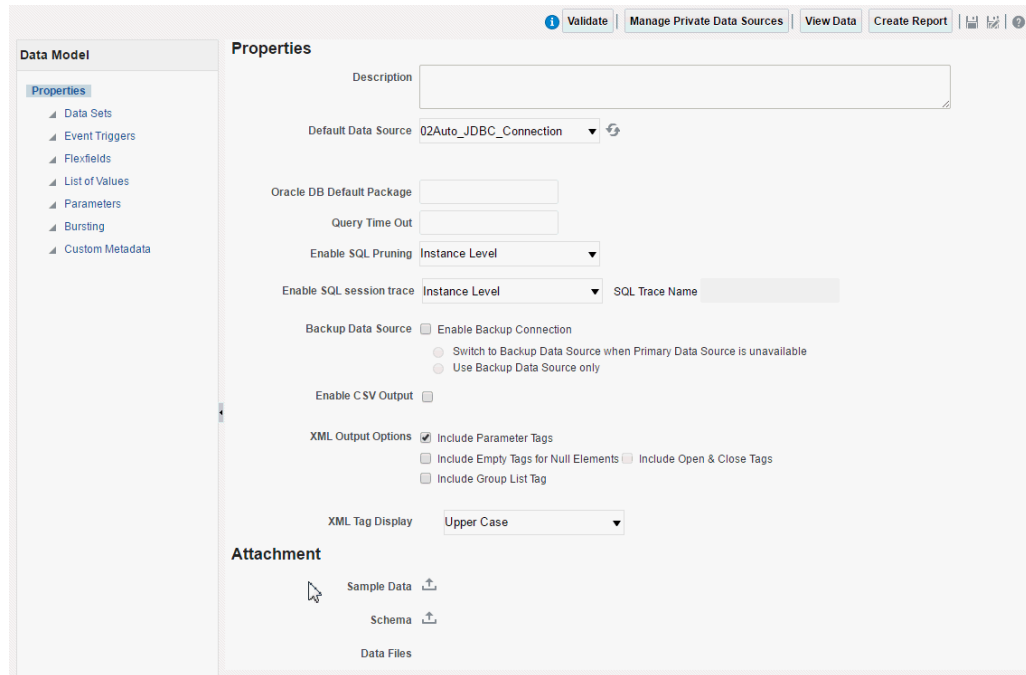 Validate
Manage Private Data Sources
View Data
Create Report
Data Model
Properties
Data Sets
Event Triggers
Flexfields
List of Values
Parameters
Bursting
Custom Metadata
Properties
Description
Default Data Source 02Auto_JDBC_Connection
Oracle DB Default Package
Query Time Out
Enable SQL Pruning Instance Level
Enable SQL session trace Instance Level SQL Trace Name
Backup Data Source Enable Backup Connection
Switch to Backup Data Source when Primary Data Source is unavailable
Use Backup Data Source only
Enable CSV Output
XML Output Options Include Parameter Tags
Include Empty Tags for Null Elements Include Open & Close Tags
Include Group List Tag
XML Tag Display Upper Case
Attachment
Sample Data
Schema
Data Files